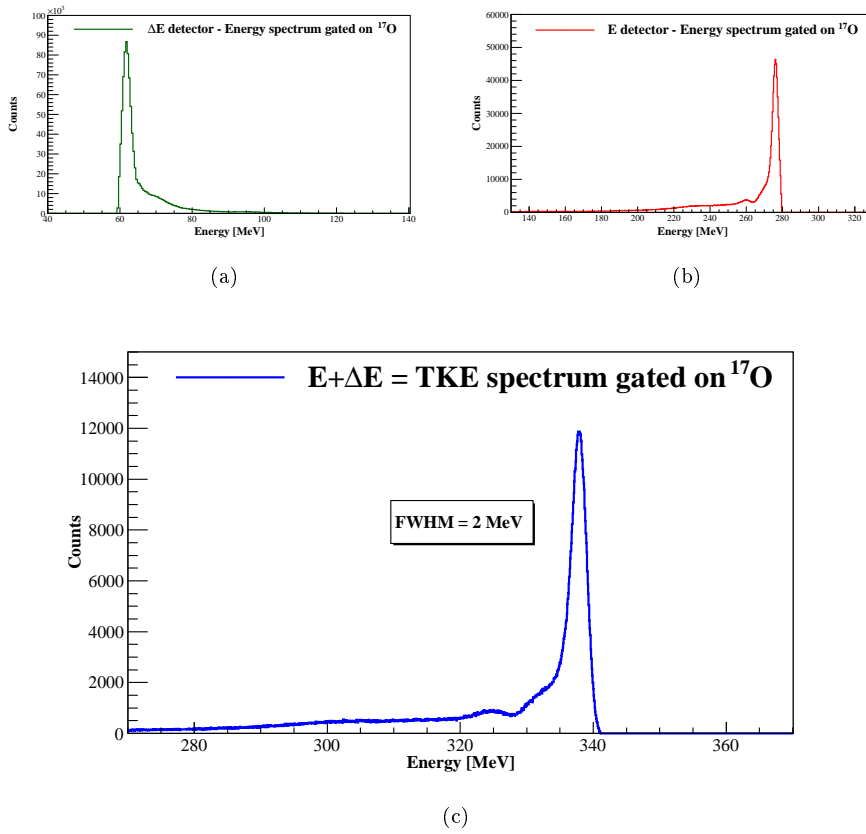 ×10³
ΔE detector - Energy spectrum gated on ¹⁷O
100
90
80
70
60
50
40
30
20
10
0
Counts
40 60 80 100 120 140
Energy [MeV]
(a)
E detector - Energy spectrum gated on ¹⁷O
60000
50000
40000
30000
20000
10000
0
Counts
140 160 180 200 220 240 260 280 300 320
Energy [MeV]
(b)
E+ΔE = TKE spectrum gated on ¹⁷O
14000
12000
10000
8000
6000
4000
2000
0
Counts
FWHM = 2 MeV
280 300 320 340 360
Energy [MeV]
(c)